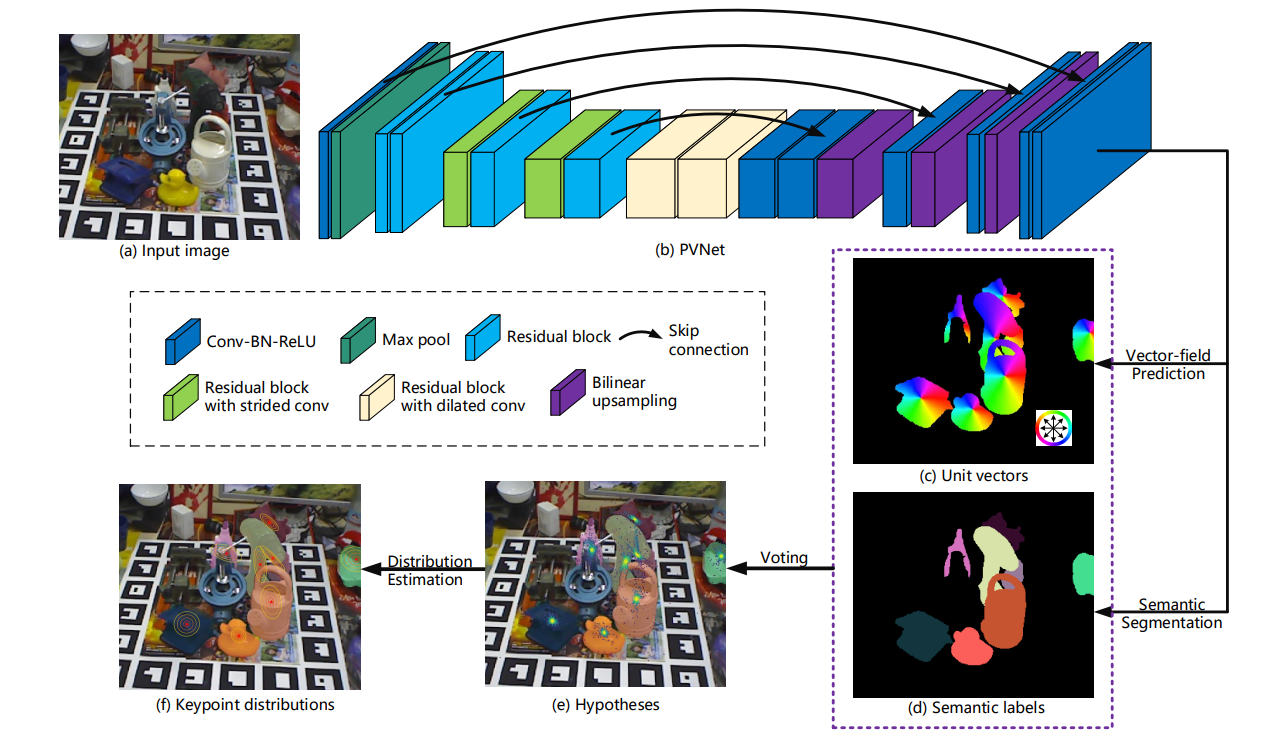 (a) Input image
(b) PVNet
Conv-BN-ReLU
Max pool
Residual block
Skip
connection
Residual block
with strided conv
Residual block
with dilated conv
Bilinear
upsampling
Vector-field
Prediction
(c) Unit vectors
Distribution
Estimation
Voting
Semantic
Segmentation
(f) Keypoint distributions
(e) Hypotheses
(d) Semantic labels